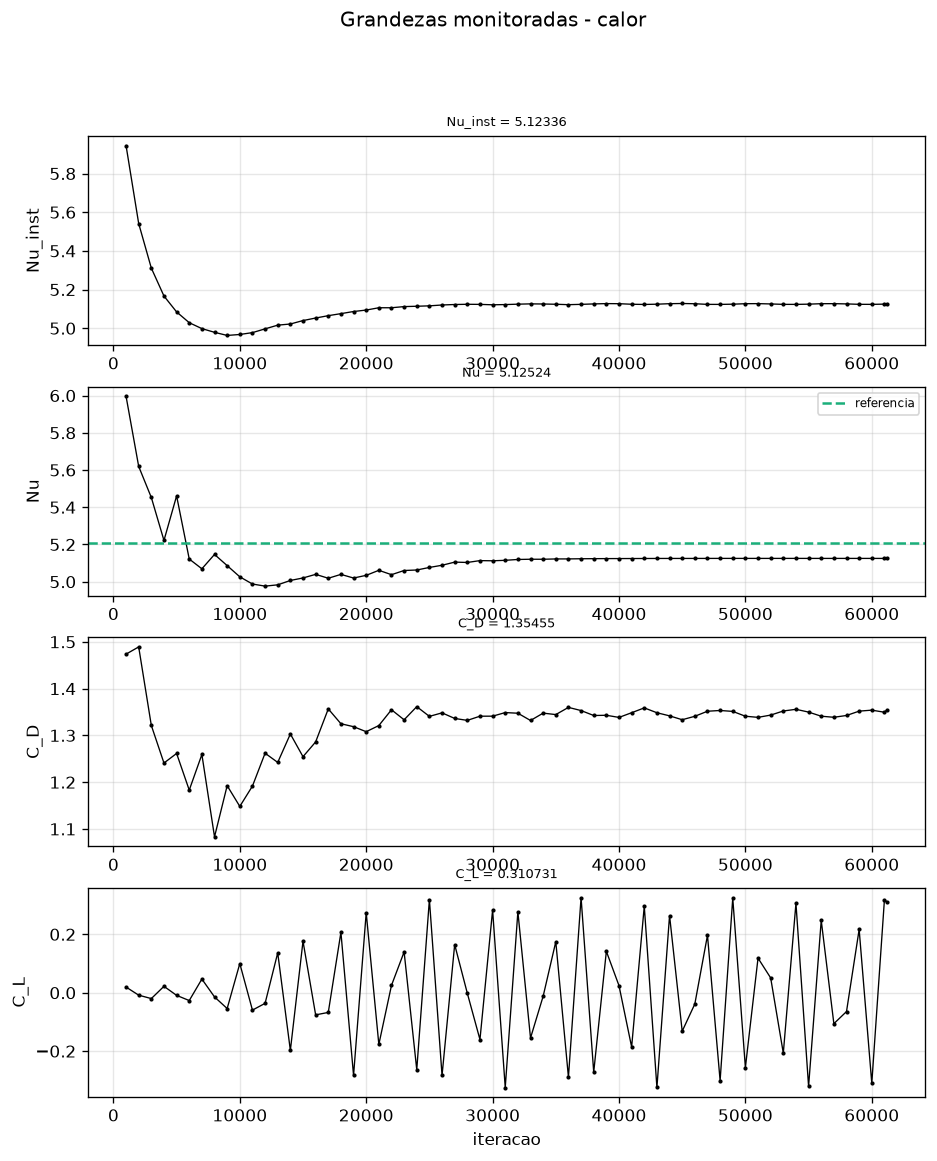 Grandezas monitoradas - calor
Nu_inst = 5.12336
Nu_inst
5.8
5.6
5.4
5.2
5.0
0 10000 20000 30000 40000 50000 60000
Nu = 5.12524
Nu
6.0
5.8
5.6
5.4
5.2
5.0
referencia
0 10000 20000 30000 40000 50000 60000
C_D = 1.35455
C_D
1.5
1.4
1.3
1.2
1.1
0 10000 20000 30000 40000 50000 60000
C_L = 0.310731
C_L
0.2
0.0
−0.2
0 10000 20000 30000 40000 50000 60000
iteracao